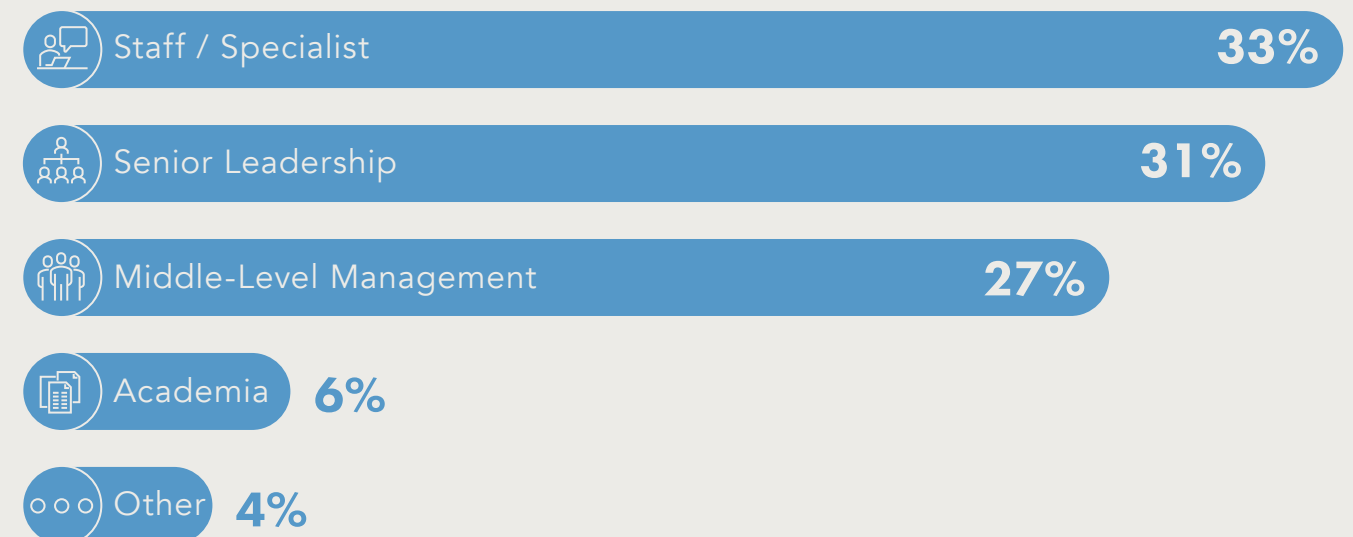 Staff / Specialist 33%
Senior Leadership 31%
Middle-Level Management 27%
Academia 6%
Other 4%